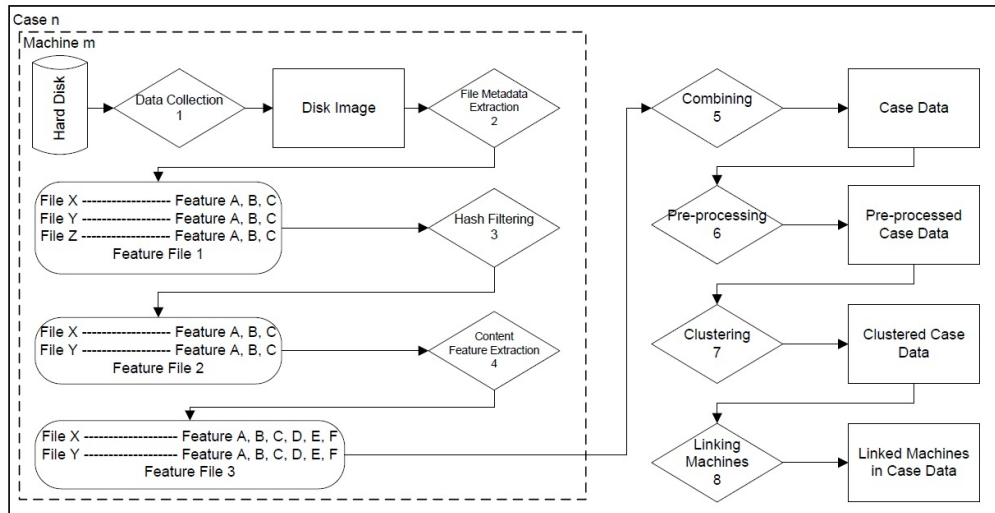 Case n
Machine m
Hard Disk
Data Collection
1
Disk Image
File Metadata
Extraction
2
File X ------------------- Feature A, B, C
File Y ------------------- Feature A, B, C
File Z ------------------- Feature A, B, C
Feature File 1
Hash Filtering
3
File X ------------------- Feature A, B, C
File Y ------------------- Feature A, B, C
Feature File 2
Content
Feature Extraction
4
File X ------------------- Feature A, B, C, D, E, F
File Y ------------------- Feature A, B, C, D, E, F
Feature File 3
Combining
5
Case Data
Pre-processing
6
Pre-processed
Case Data
Clustering
7
Clustered Case
Data
Linking
Machines
8
Linked Machines
in Case Data